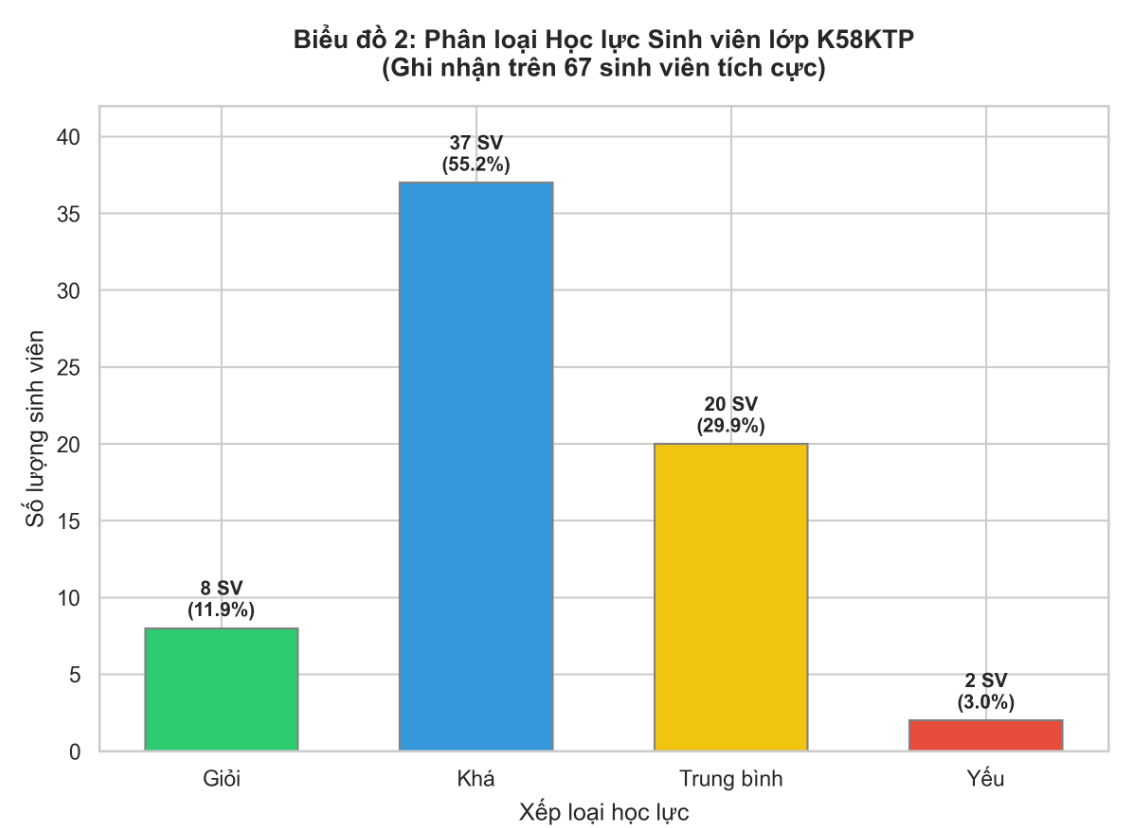 Biểu đồ 2: Phân loại Học lực Sinh viên lớp K58KTP
(Ghi nhận trên 67 sinh viên tích cực)
40
35
30
25
20
15
10
5
0
Số lượng sinh viên
8 SV
(11.9%)
37 SV
(55.2%)
20 SV
(29.9%)
2 SV
(3.0%)
Giỏi
Khá
Trung bình
Yếu
Xếp loại học lực